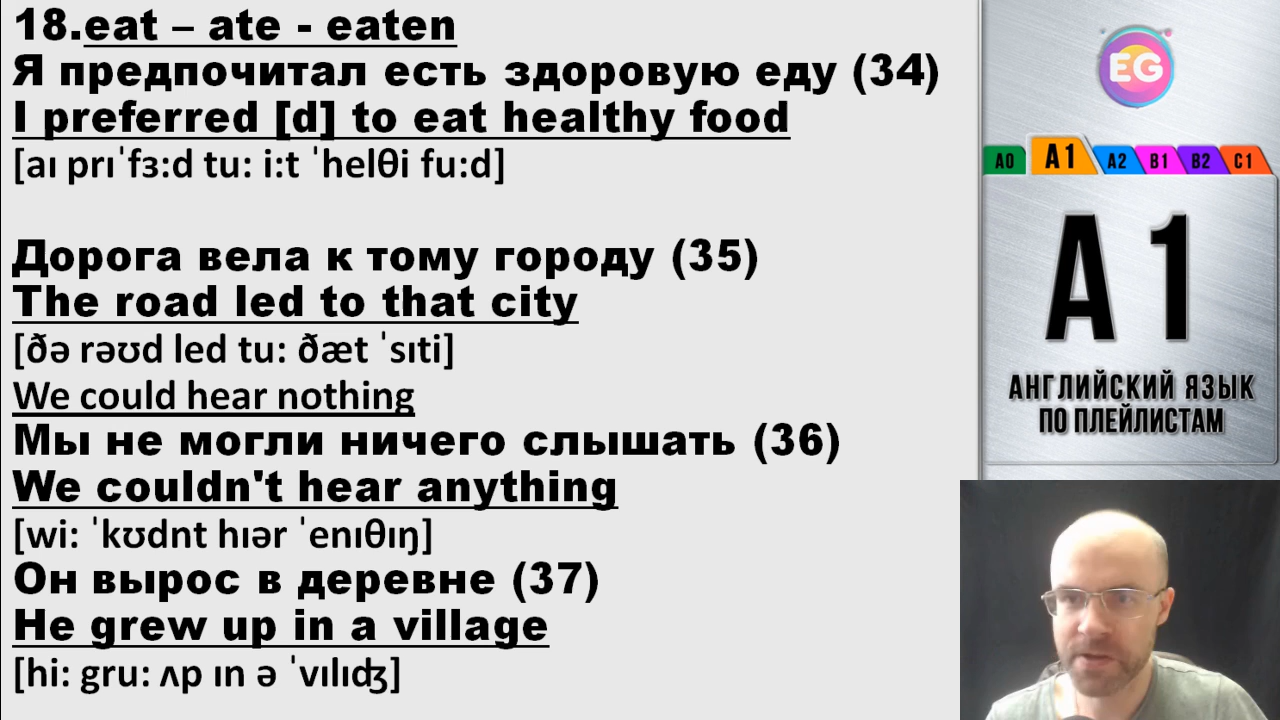 18.eat – ate - eaten
Я предпочитал есть здоровую еду (34)
I preferred [d] to eat healthy food
[aɪ prɪˈfɜ:d tu: i:t ˈhelθi fu:d]
Дорога вела к тому городу (35)
The road led to that city
[ðə rəʊd led tu: ðæt ˈsɪti]
We could hear nothing
Мы не могли ничего слышать (36)
We couldn't hear anything
[wi: ˈkʊdnt hɪər ˈenɪθɪŋ]
Он вырос в деревне (37)
He grew up in a village
[hi: gru: ʌp ɪn ə ˈvɪlɪʤ]
EG
A0 A1 A2 B1 B2 C1
A 1
АНГЛИЙСКИЙ ЯЗЫК
ПО ПЛЕЙЛИСТАМ